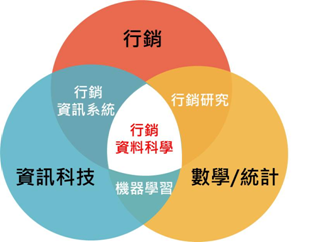 行銷
行銷
資訊系統
行銷研究
行銷
資料科學
資訊科技
數學/統計
機器學習